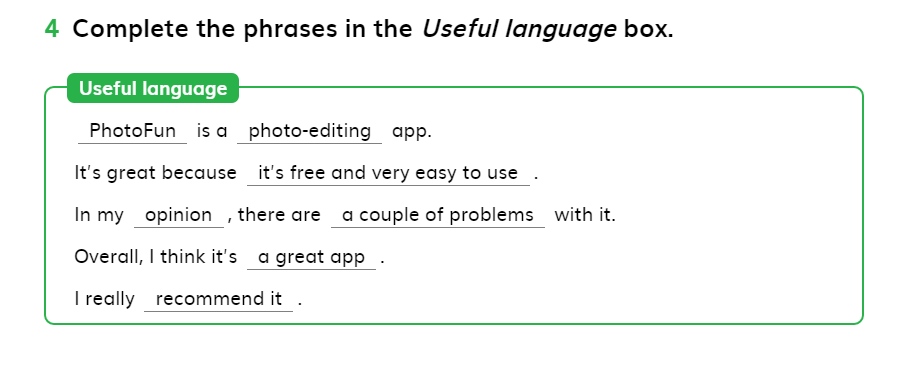 4 Complete the phrases in the Useful language box.
Useful language
PhotoFun is a photo-editing app.
It's great because it's free and very easy to use .
In my opinion , there are a couple of problems with it.
Overall, I think it's a great app .
I really recommend it .